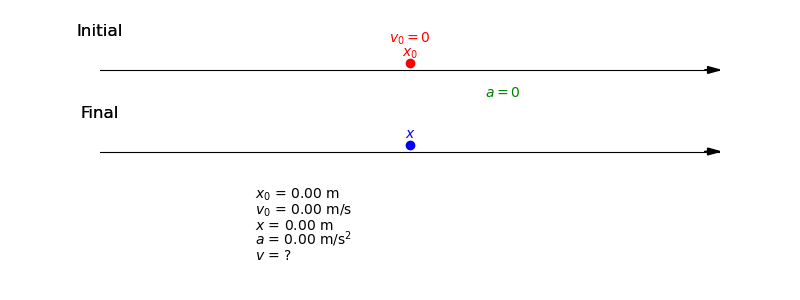 Initial
v₀ = 0
x₀
a = 0
Final
x
x₀ = 0.00 m
v₀ = 0.00 m/s
x = 0.00 m
a = 0.00 m/s²
v = ?